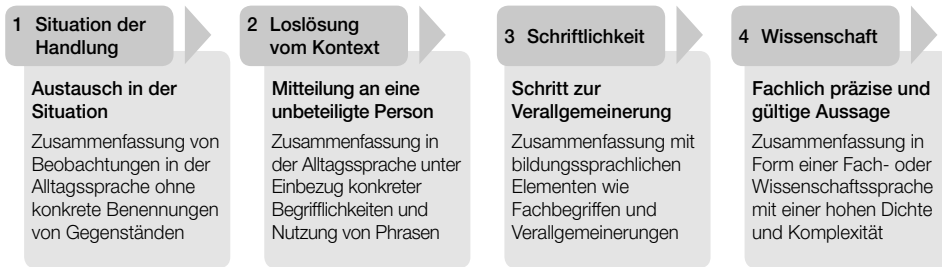 1 Situation der
Handlung
Austausch in der
Situation
Zusammenfassung von
Beobachtungen in der
Alltagssprache ohne
konkrete Benennungen
von Gegenständen
2 Loslösung
vom Kontext
Mitteilung an eine
unbeteiligte Person
Zusammenfassung in
der Alltagssprache unter
Einbezug konkreter
Begrifflichkeiten und
Nutzung von Phrasen
3 Schriftlichkeit
Schritt zur
Verallgemeinerung
Zusammenfassung mit
bildungssprachlichen
Elementen wie
Fachbegriffen und
Verallgemeinerungen
4 Wissenschaft
Fachlich präzise und
gültige Aussage
Zusammenfassung in
Form einer Fach- oder
Wissenschaftssprache
mit einer hohen Dichte
und Komplexität